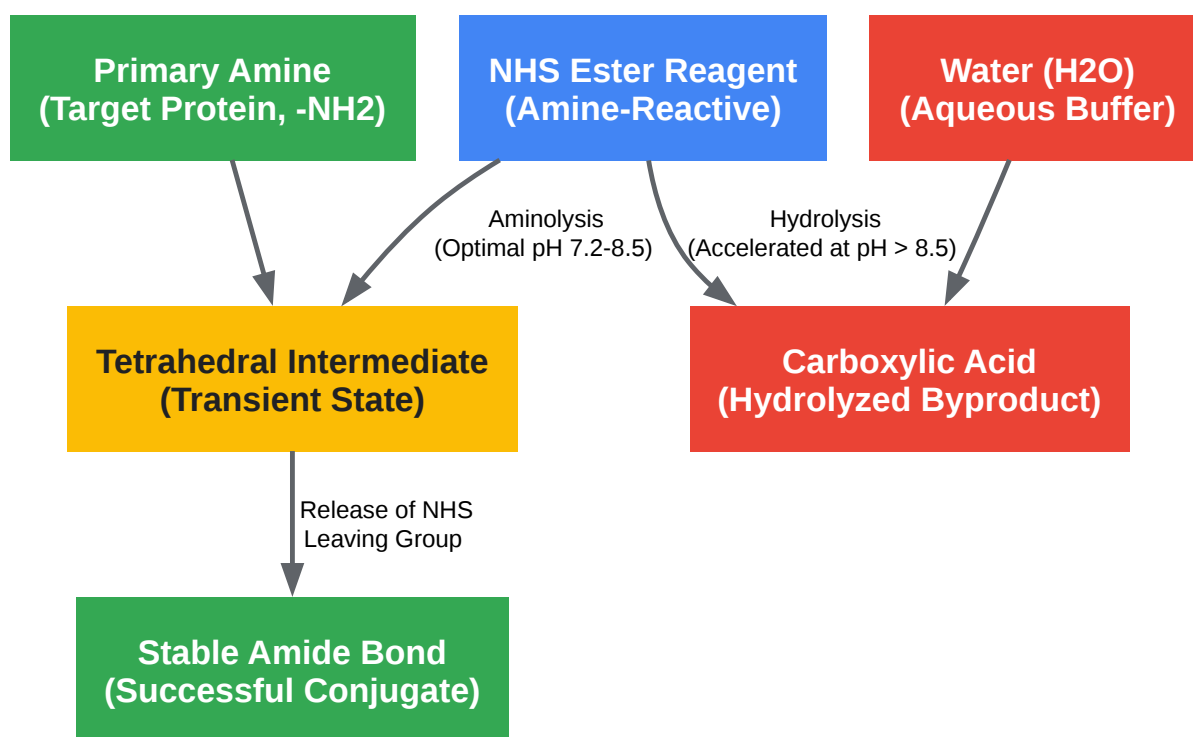 Primary Amine
(Target Protein, -NH2)
NHS Ester Reagent
(Amine-Reactive)
Water (H2O)
(Aqueous Buffer)
Aminolysis
(Optimal pH 7.2-8.5)
Hydrolysis
(Accelerated at pH > 8.5)
Tetrahedral Intermediate
(Transient State)
Carboxylic Acid
(Hydrolyzed Byproduct)
Release of NHS
Leaving Group
Stable Amide Bond
(Successful Conjugate)